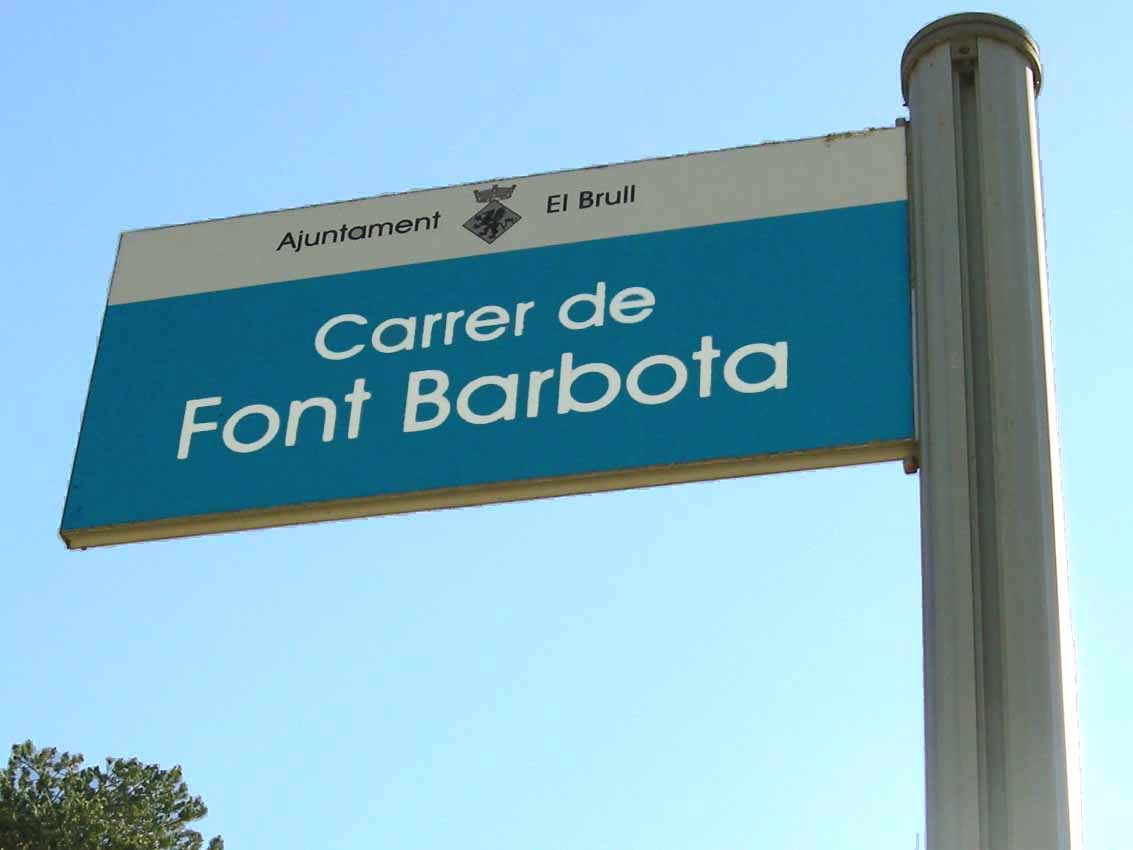 Ajuntament El Brull
Carrer de
Font Barbota